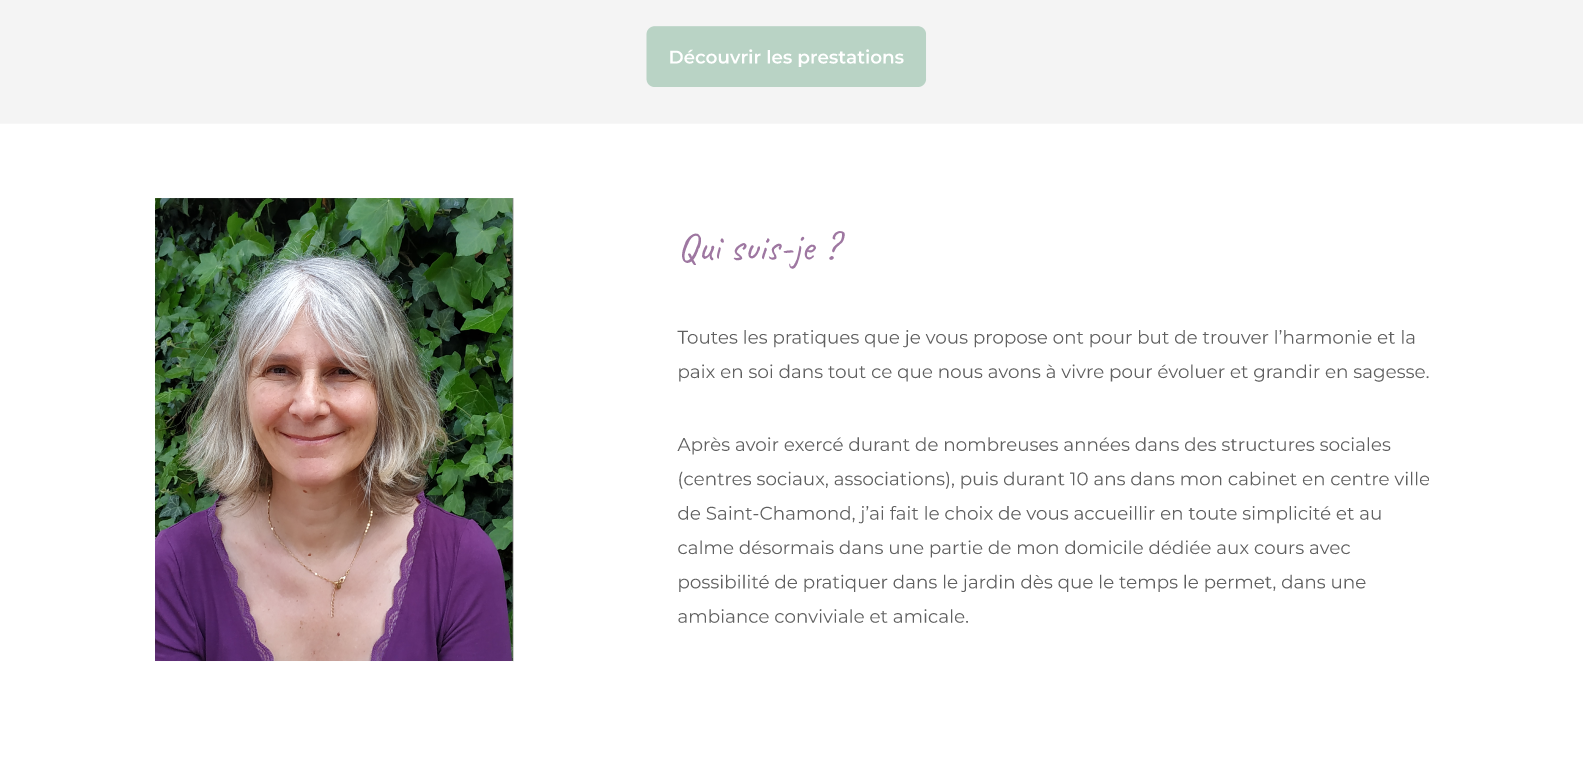 Découvrir les prestations
Qui suis-je ?
Toutes les pratiques que je vous propose ont pour but de trouver l’harmonie et la
paix en soi dans tout ce que nous avons à vivre pour évoluer et grandir en sagesse.
Après avoir exercé durant de nombreuses années dans des structures sociales
(centres sociaux, associations), puis durant 10 ans dans mon cabinet en centre ville
de Saint-Chamond, j’ai fait le choix de vous accueillir en toute simplicité et au
calme désormais dans une partie de mon domicile dédiée aux cours avec
possibilité de pratiquer dans le jardin dès que le temps le permet, dans une
ambiance conviviale et amicale.